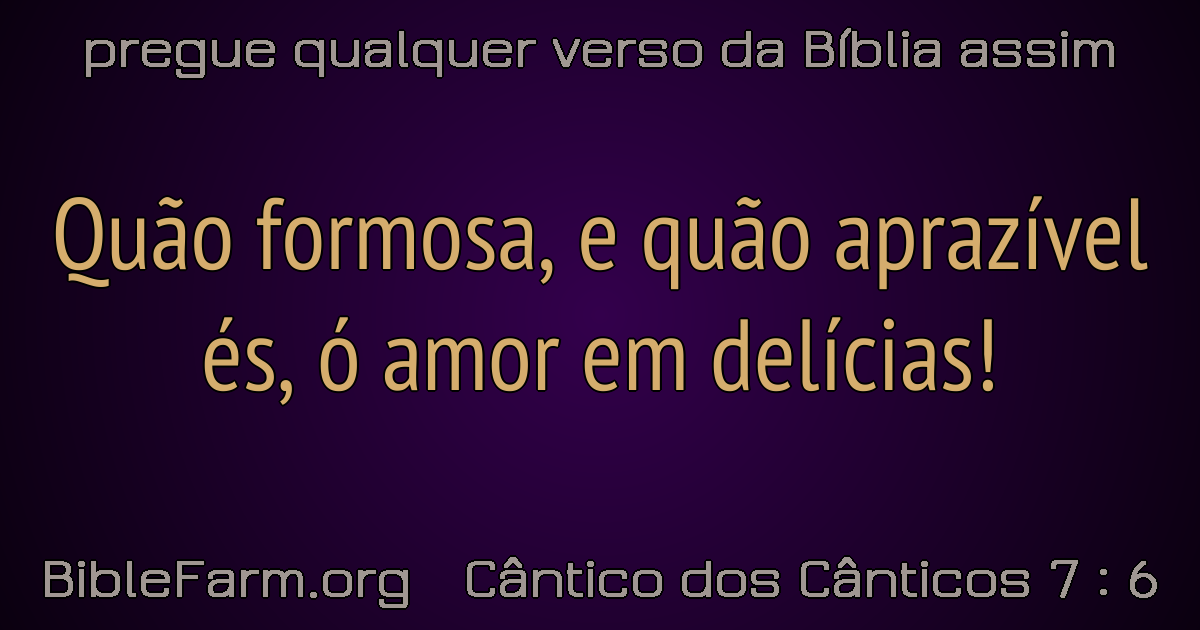 pregue qualquer verso da Bíblia assim
Quão formosa, e quão aprazível
és, ó amor em delícias!
BibleFarm.org Cântico dos Cânticos 7 : 6